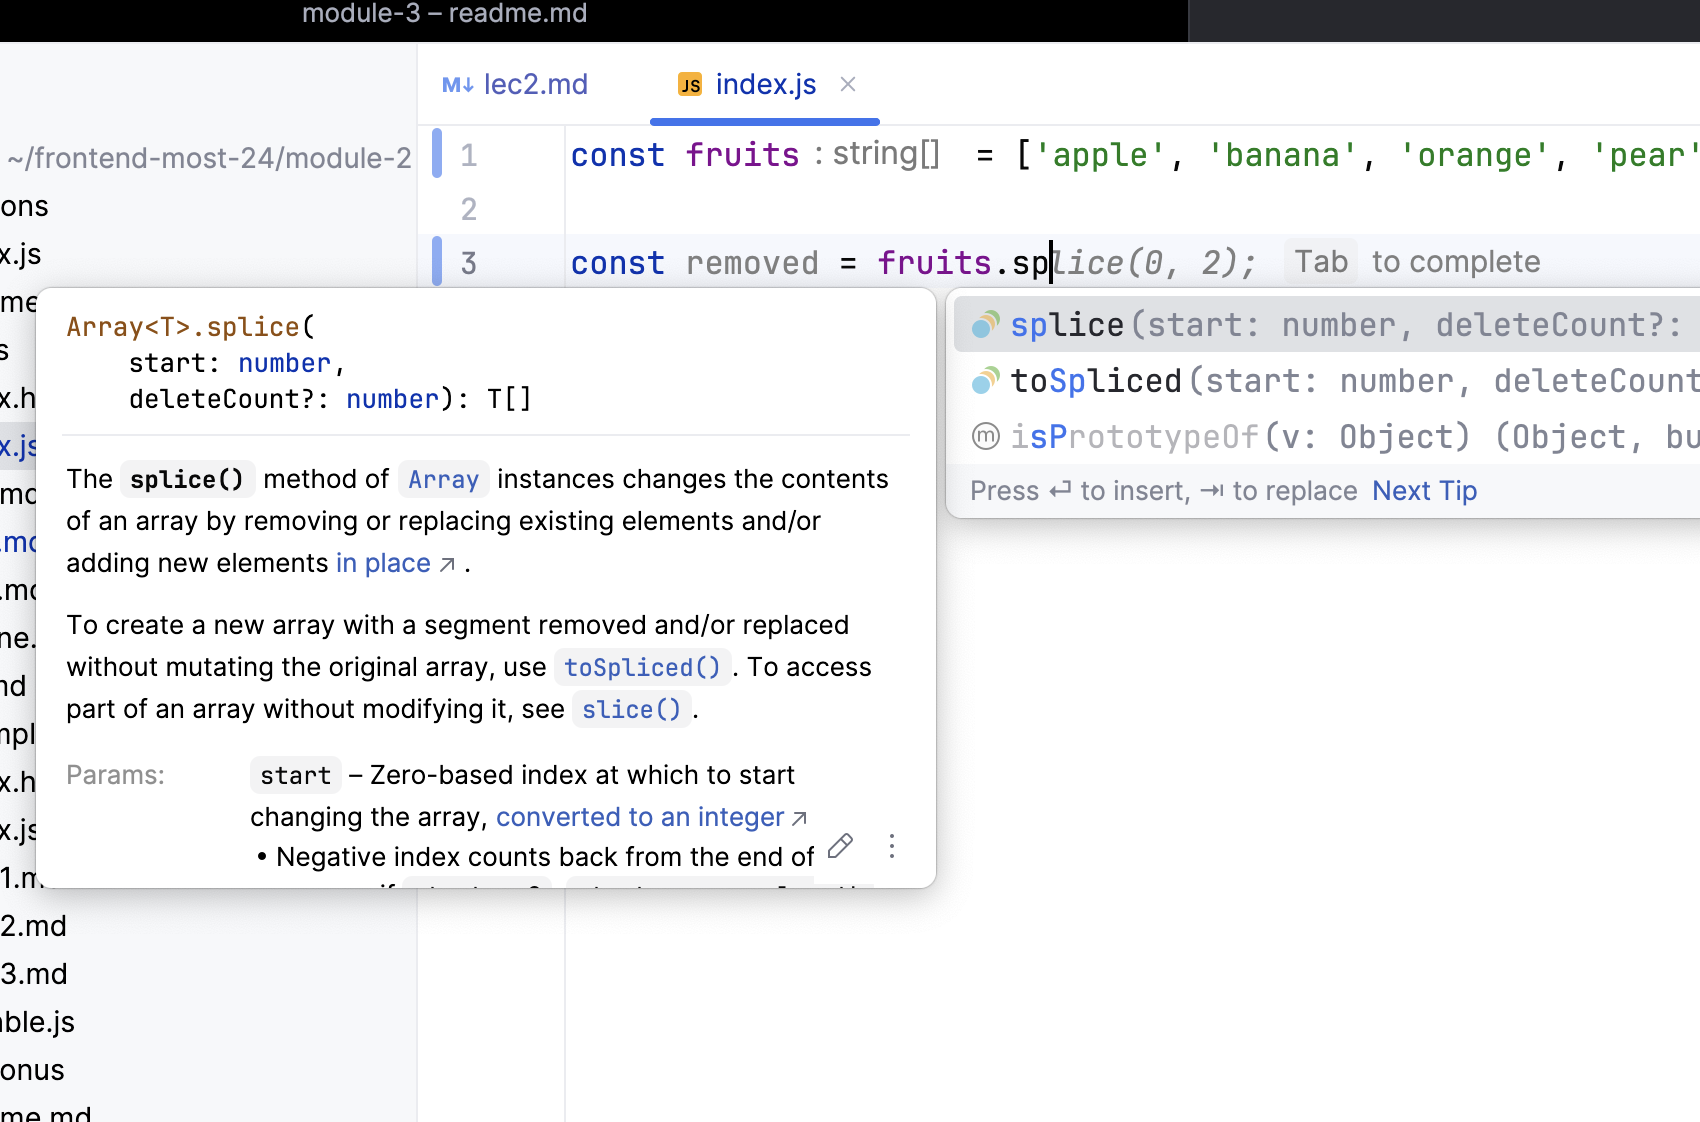 module-3 – readme.md
lec2.md
JS index.js
~/frontend-most-24/module-2
ons
x.js
me
s
x.h
x.js
md
.md
.md
ne.
nd
mpl
x.h
x.js
1.m
2.md
3.md
ble.js
onus
me.md
1 const fruits : string[] = ['apple', 'banana', 'orange', 'pear'
2
3 const removed = fruits.splice(0, 2); Tab to complete
Array<T>.splice(
start: number,
deleteCount?: number): T[]
The splice() method of Array instances changes the contents
of an array by removing or replacing existing elements and/or
adding new elements in place ↗ .
To create a new array with a segment removed and/or replaced
without mutating the original array, use toSpliced(). To access
part of an array without modifying it, see slice().
Params: start – Zero-based index at which to start
changing the array, converted to an integer ↗
• Negative index counts back from the end of
splice(start: number, deleteCount?:
toSpliced(start: number, deleteCount
isPrototypeOf(v: Object) (Object, bu
Press ↵ to insert, ⇥ to replace Next Tip